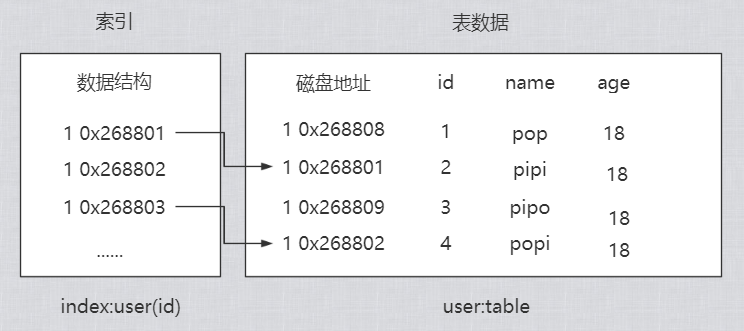 索引 表数据
数据结构
1 0x268801
1 0x268802
1 0x268803
......
index:user(id)
磁盘地址 id name age
1 0x268808 1 pop 18
1 0x268801 2 pipi 18
1 0x268809 3 pipo 18
1 0x268802 4 popi 18
user:table